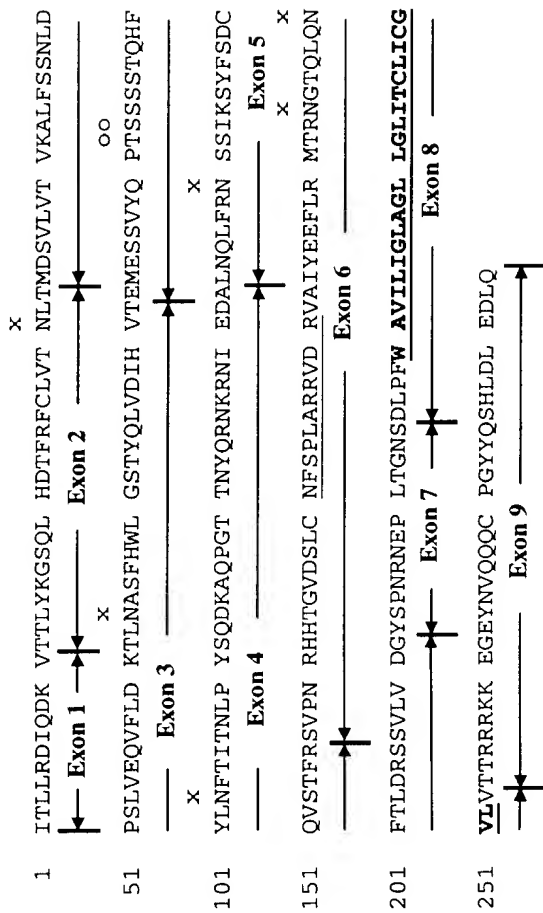 x
1 ITLLRDIQDK VTTLYKGSQL HDTFRFCLVT NLTMDSVLVT VKALFSSNLD
Exon 1 Exon 2
x oo
51 PSLVEQVFLD KTLNASFHWL GSTYQLVDIH VTEMESSVYQ PTSSSSTQHF
Exon 3
x x
101 YLNFTITNLP YSQDKAQPGT TNYQRNKRNI EDALNQLFRN SSIKSYFSDC
Exon 4 Exon 5
x x
151 QVSTFRSVPN RHHTGVDSLC NFSPLARRVD RVAIYEEFLR MTRNGTQLQN
Exon 6
201 FTLDRSSVLV DGYSPNRNEP LTGNSDLPFW AVILIGLAGL LGLITCLICG
Exon 7 Exon 8
251 VLVTTRRRKK EGEYNVQQQC PGYYQSHLDL EDLQ
Exon 9